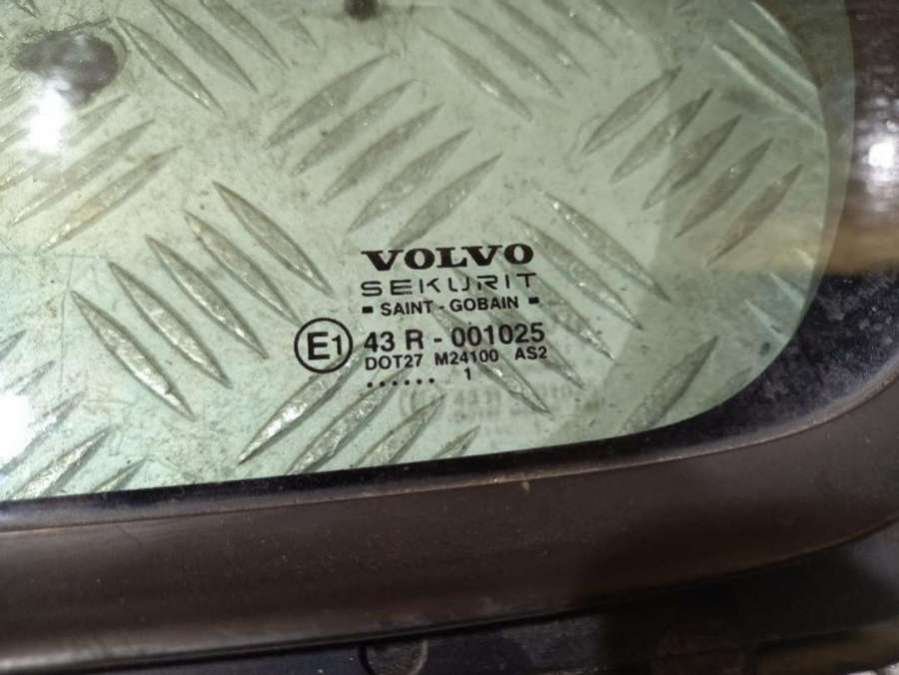 VOLVO
SEKURIT
SAINT - GOBAIN
E1 43 R - 001025
DOT27 M24100 AS2
...... 1